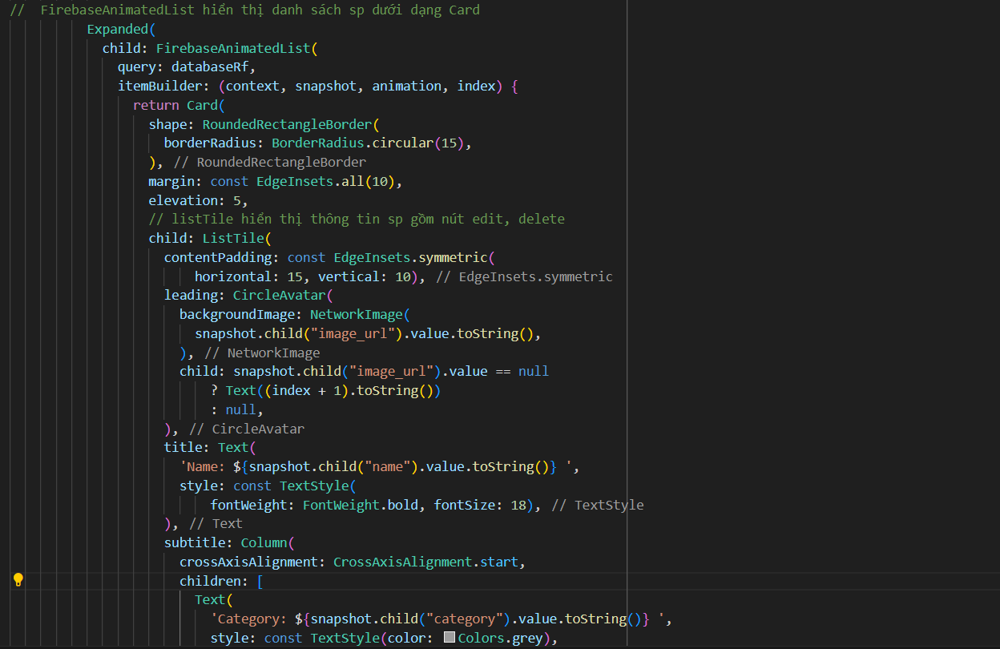 //  FirebaseAnimatedList hiển thị danh sách sp dưới dạng Card
Expanded(
child: FirebaseAnimatedList(
query: databaseRf,
itemBuilder: (context, snapshot, animation, index) {
return Card(
shape: RoundedRectangleBorder(
borderRadius: BorderRadius.circular(15),
), // RoundedRectangleBorder
margin: const EdgeInsets.all(10),
elevation: 5,
// listTile hiển thị thông tin sp gồm nút edit, delete
child: ListTile(
contentPadding: const EdgeInsets.symmetric(
horizontal: 15, vertical: 10), // EdgeInsets.symmetric
leading: CircleAvatar(
backgroundImage: NetworkImage(
snapshot.child("image_url").value.toString(),
), // NetworkImage
child: snapshot.child("image_url").value == null
? Text((index + 1).toString())
: null,
), // CircleAvatar
title: Text(
'Name: ${snapshot.child("name").value.toString()} ',
style: const TextStyle(
fontWeight: FontWeight.bold, fontSize: 18), // TextStyle
), // Text
subtitle: Column(
crossAxisAlignment: CrossAxisAlignment.start,
children: [
Text(
'Category: ${snapshot.child("category").value.toString()} ',
style: const TextStyle(color: Colors.grey),